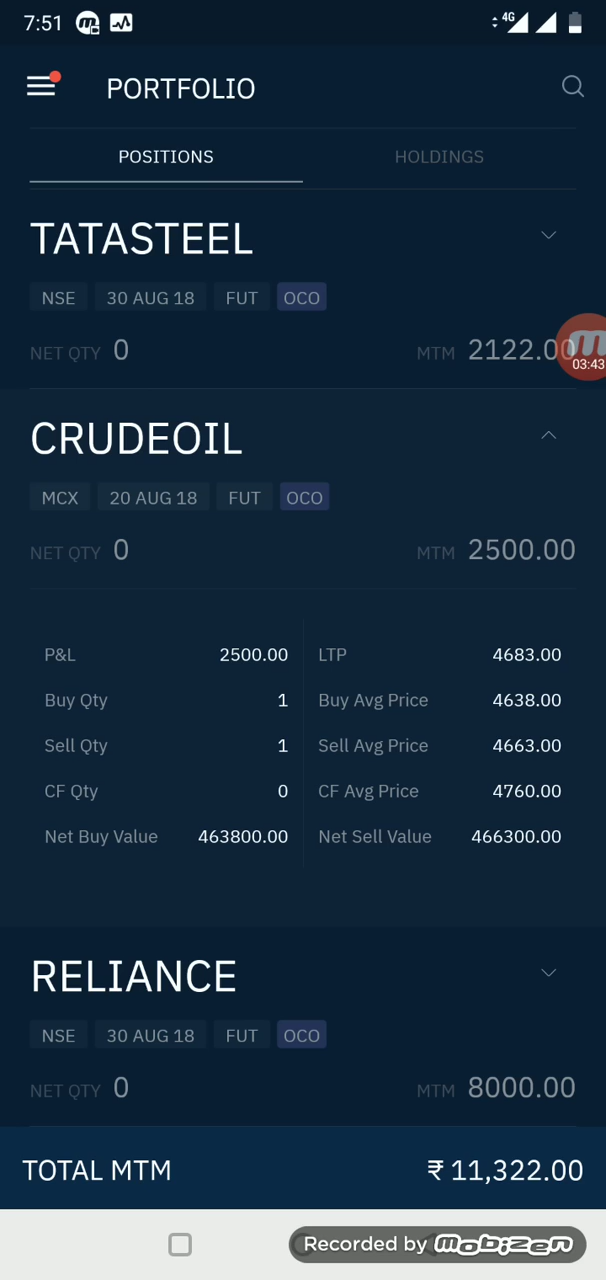 7:51 4G
PORTFOLIO
POSITIONS HOLDINGS
TATASTEEL
NSE 30 AUG 18 FUT OCO
NET QTY 0 MTM 2122.00
03:43
CRUDEOIL
MCX 20 AUG 18 FUT OCO
NET QTY 0 MTM 2500.00
P&L 2500.00 LTP 4683.00
Buy Qty 1 Buy Avg Price 4638.00
Sell Qty 1 Sell Avg Price 4663.00
CF Qty 0 CF Avg Price 4760.00
Net Buy Value 463800.00 Net Sell Value 466300.00
RELIANCE
NSE 30 AUG 18 FUT OCO
NET QTY 0 MTM 8000.00
TOTAL MTM ₹ 11,322.00
Recorded by mobizen